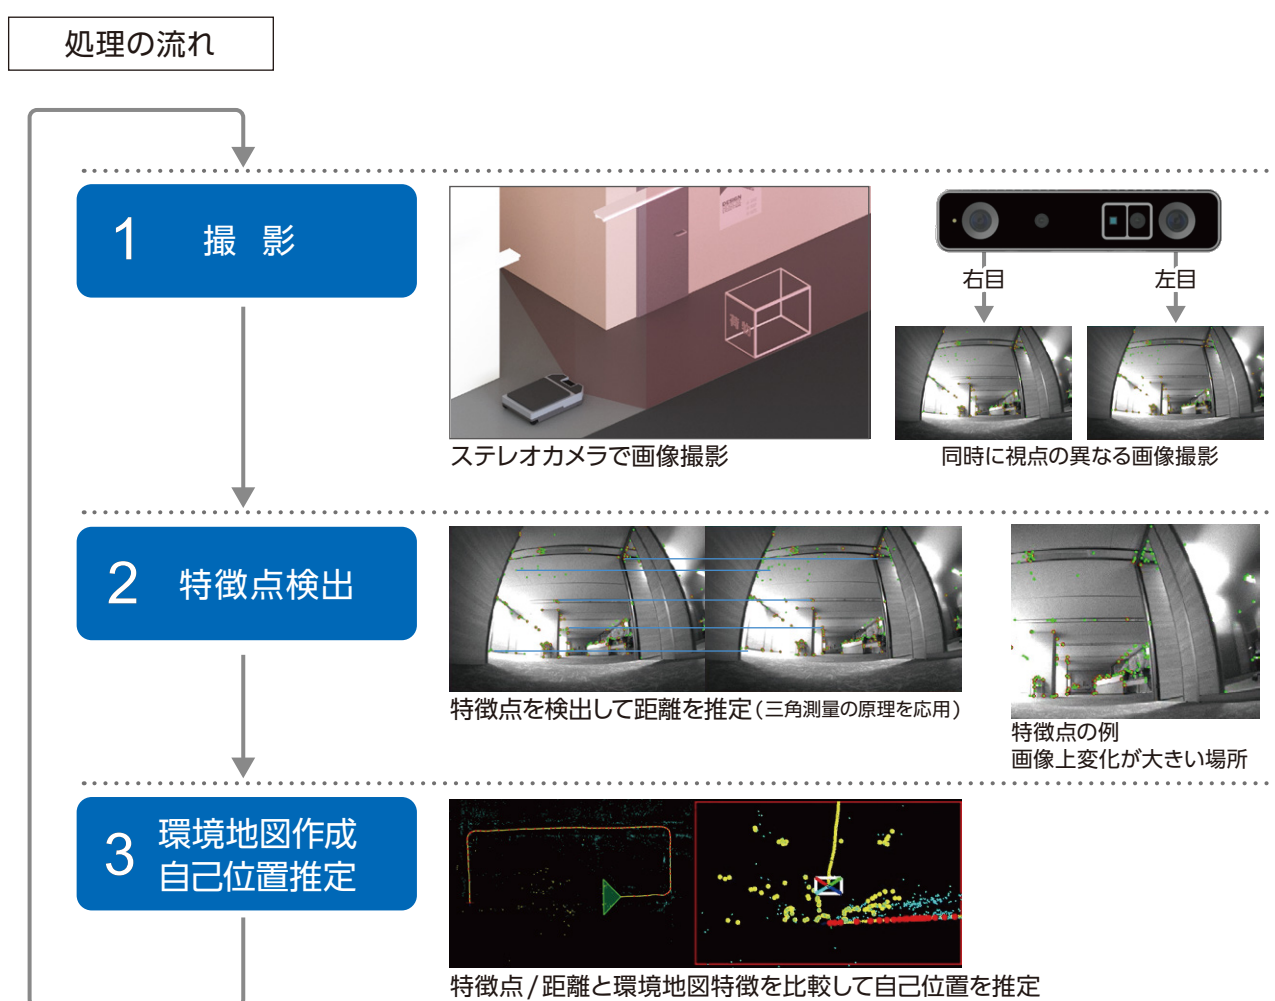 処理の流れ
1 撮 影
右目
左目
荷物
ステレオカメラで画像撮影
同時に視点の異なる画像撮影
2 特徴点検出
特徴点を検出して距離を推定(三角測量の原理を応用)
特徴点の例
画像上変化が大きい場所
3 環境地図作成
自己位置推定
特徴点/距離と環境地図特徴を比較して自己位置を推定